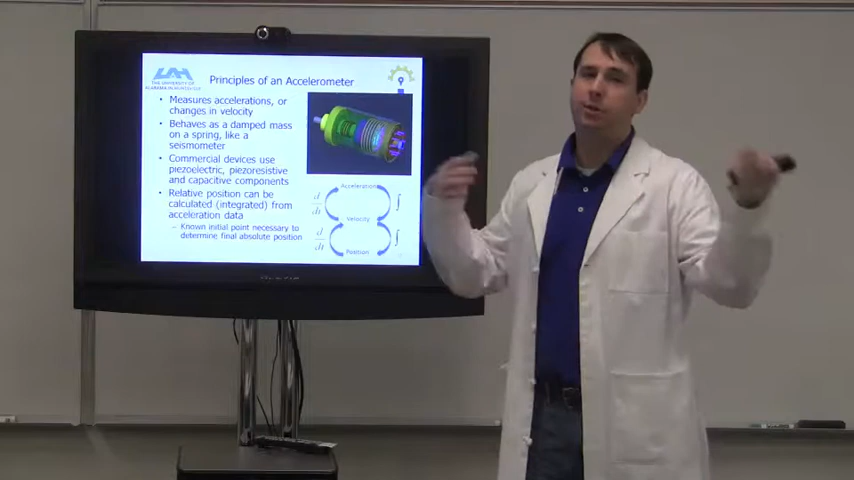 UAH
THE UNIVERSITY OF
ALABAMA IN HUNTSVILLE
Principles of an Accelerometer
• Measures accelerations, or
changes in velocity
• Behaves as a damped mass
on a spring, like a
seismometer
• Commercial devices use
piezoelectric, piezoresistive
and capacitive components
• Relative position can be
calculated (integrated) from
acceleration data
– Known initial point necessary to
determine final absolute position
Acceleration
d/dt ∫
Velocity
d/dt ∫
Position